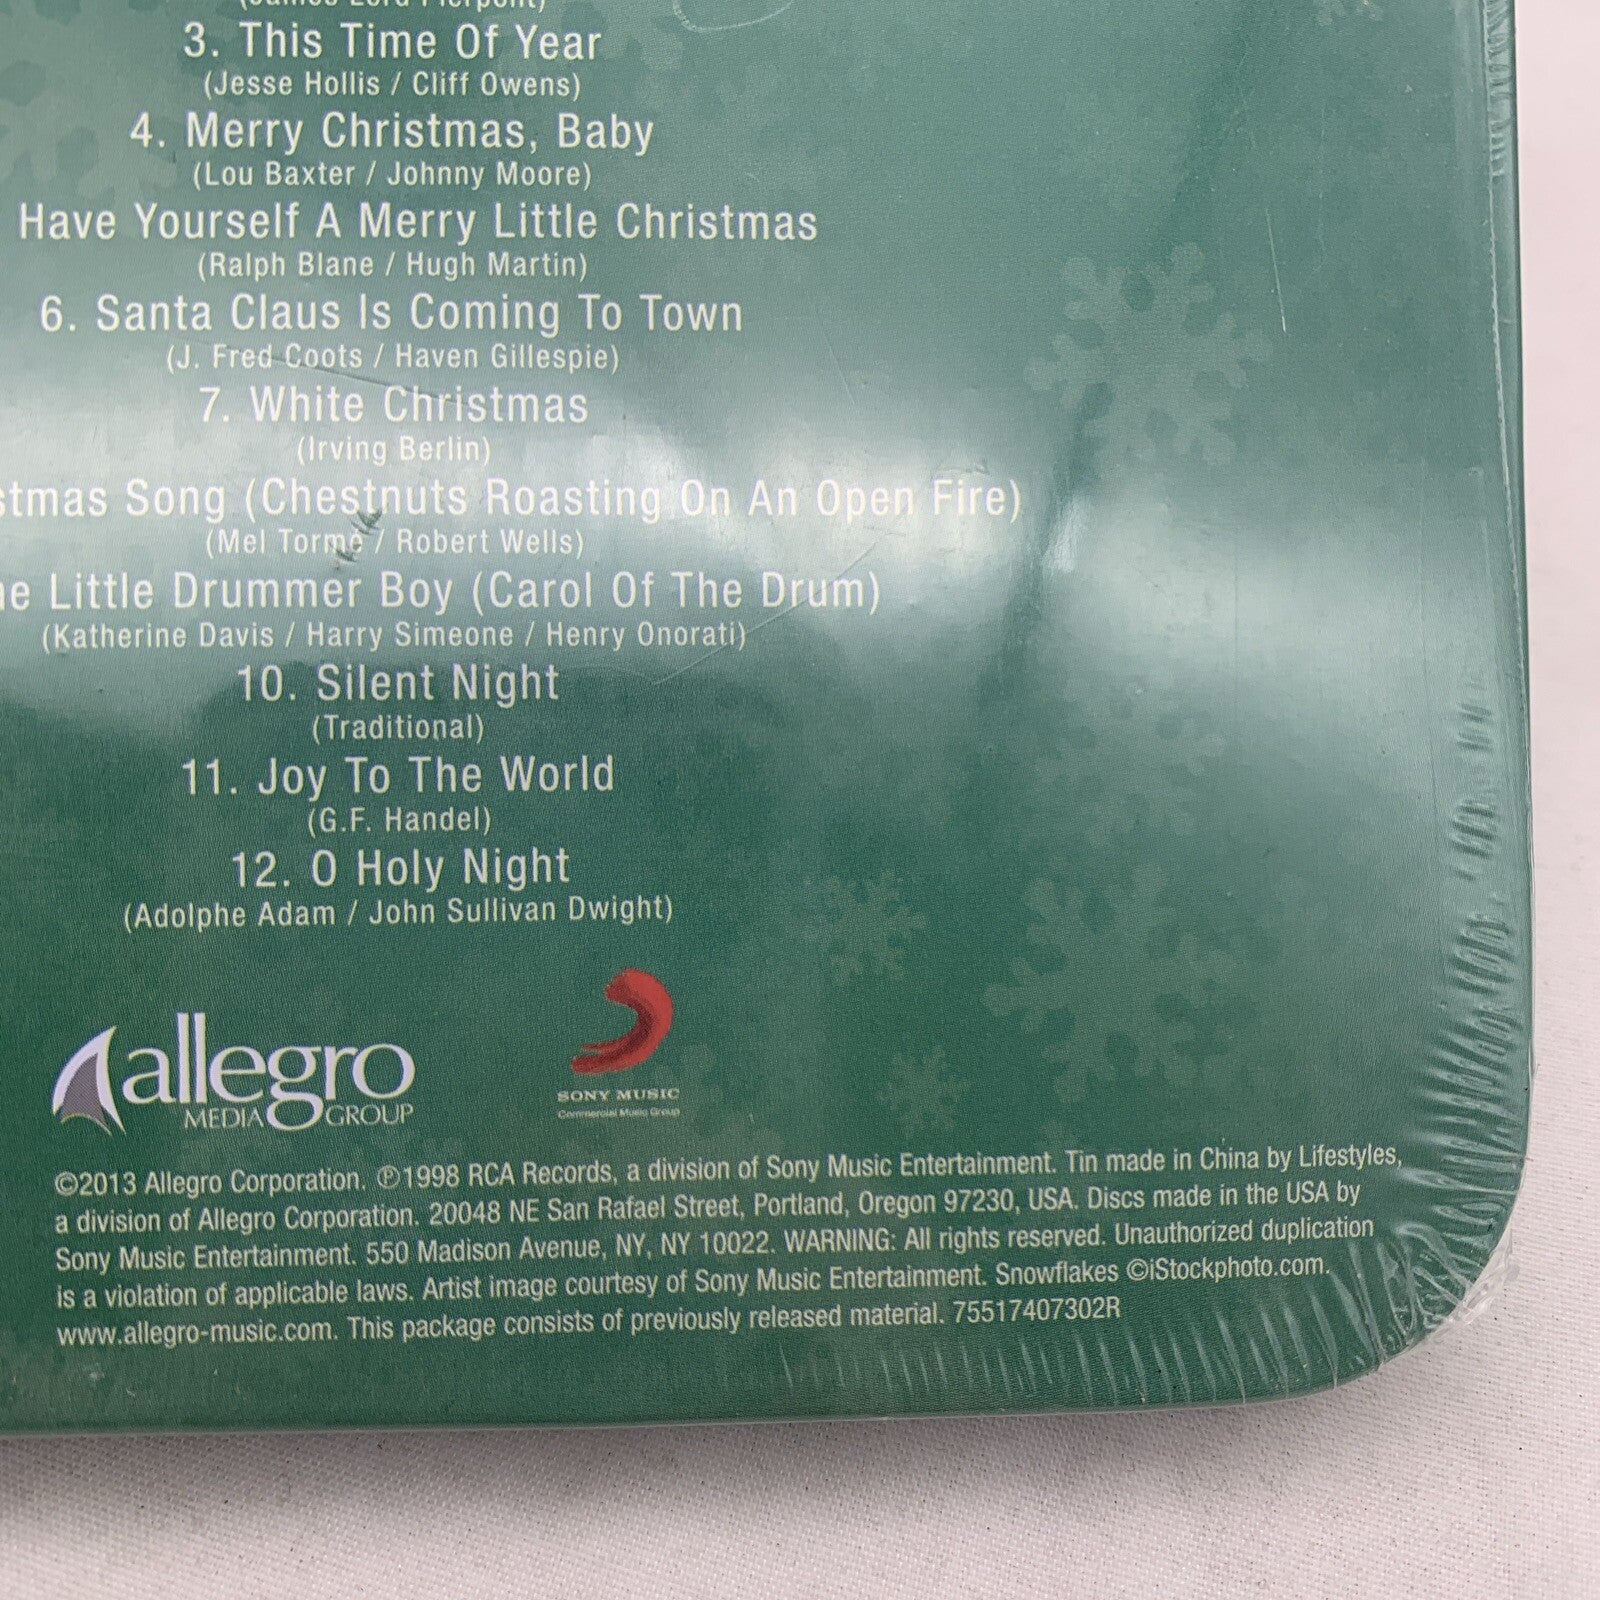 (James Lord Pierpont)
3. This Time Of Year
(Jesse Hollis / Cliff Owens)
4. Merry Christmas, Baby
(Lou Baxter / Johnny Moore)
Have Yourself A Merry Little Christmas
(Ralph Blane / Hugh Martin)
6. Santa Claus Is Coming To Town
(J. Fred Coots / Haven Gillespie)
7. White Christmas
(Irving Berlin)
stmas Song (Chestnuts Roasting On An Open Fire)
(Mel Tormé / Robert Wells)
he Little Drummer Boy (Carol Of The Drum)
(Katherine Davis / Harry Simeone / Henry Onorati)
10. Silent Night
(Traditional)
11. Joy To The World
(G.F. Handel)
12. O Holy Night
(Adolphe Adam / John Sullivan Dwight)
allegro
MEDIA GROUP
SONY MUSIC
Commercial Music Group
©2013 Allegro Corporation. ℗1998 RCA Records, a division of Sony Music Entertainment. Tin made in China by Lifestyles,
a division of Allegro Corporation. 20048 NE San Rafael Street, Portland, Oregon 97230, USA. Discs made in the USA by
Sony Music Entertainment. 550 Madison Avenue, NY, NY 10022. WARNING: All rights reserved. Unauthorized duplication
is a violation of applicable laws. Artist image courtesy of Sony Music Entertainment. Snowflakes ©iStockphoto.com.
www.allegro-music.com. This package consists of previously released material. 75517407302R